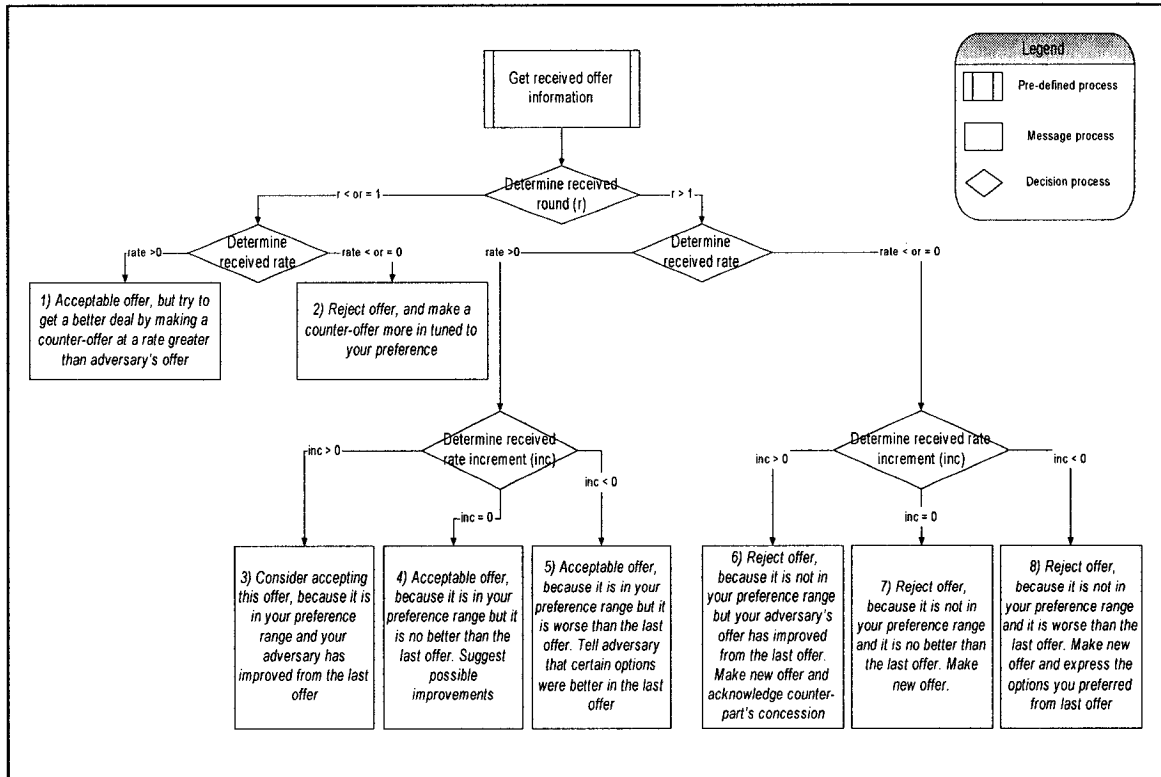 Legend
Pre-defined process
Message process
Decision process
Get received offer
information
Determine received
round (r)
r < or = 1
r > 1
Determine
received rate
rate >0
rate < or = 0
Determine
received rate
rate >0
rate < or = 0
1) Acceptable offer, but try to
get a better deal by making a
counter-offer at a rate greater
than adversary's offer
2) Reject offer, and make a
counter-offer more in tuned to
your preference
Determine received
rate increment (inc)
inc > 0
inc = 0
inc < 0
Determine received rate
increment (inc)
inc > 0
inc = 0
inc < 0
3) Consider accepting
this offer, because it is
in your preference
range and your
adversary has
improved from the last
offer
4) Acceptable offer,
because it is in your
preference range but it
is no better than the
last offer. Suggest
possible
improvements
5) Acceptable offer,
because it is in your
preference range but it
is worse than the last
offer. Tell adversary
that certain options
were better in the last
offer
6) Reject offer,
because it is not in
your preference range
but your adversary's
offer has improved
from the last offer.
Make new offer and
acknowledge counter-
part's concession
7) Reject offer,
because it is not in
your preference range
and it is no better than
the last offer. Make
new offer.
8) Reject offer,
because it is not in
your preference range
and it is worse than the
last offer. Make new
offer and express the
options you preferred
from last offer